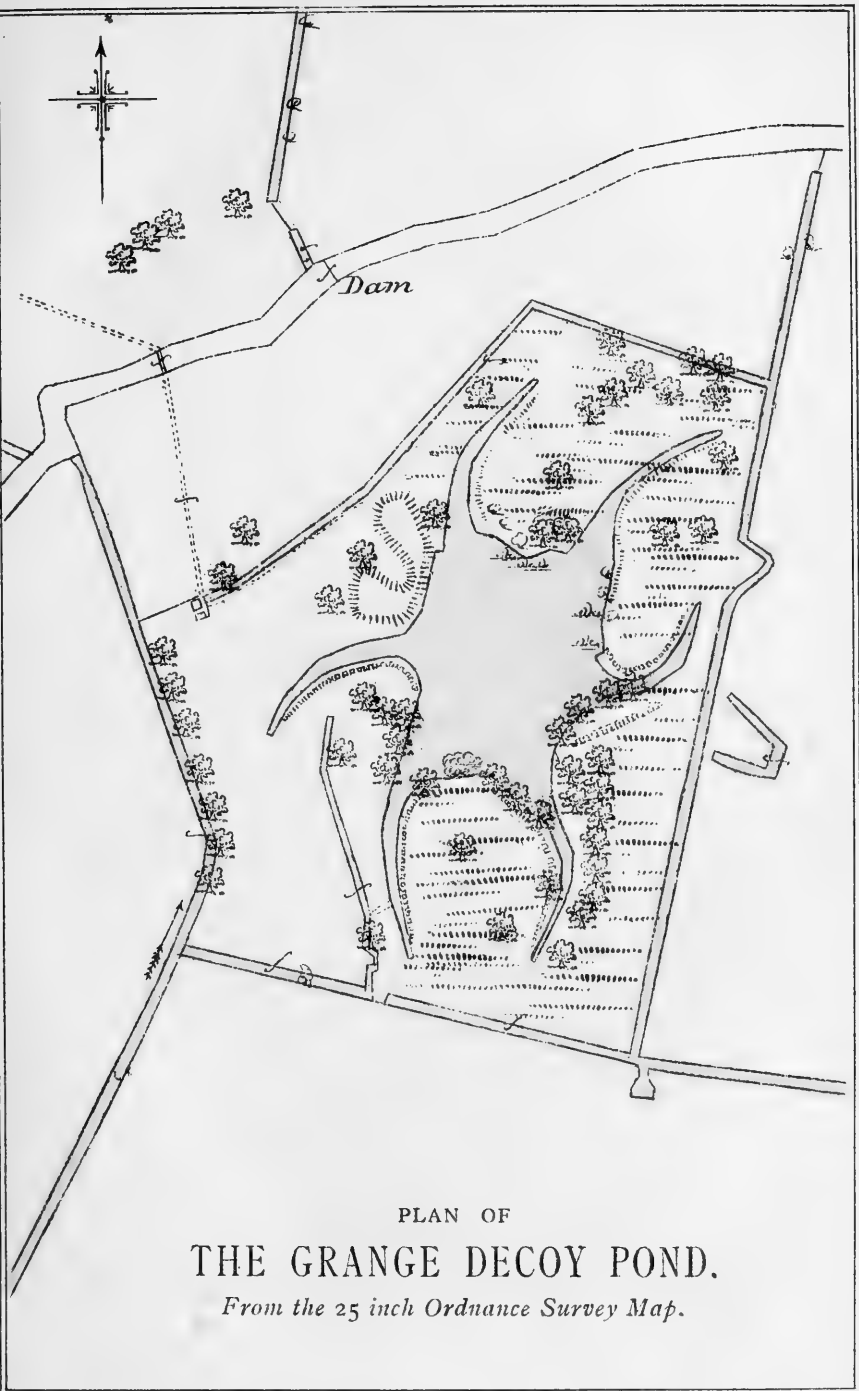 Dam
PLAN OF
THE GRANGE DECOY POND.
From the 25 inch Ordnance Survey Map.